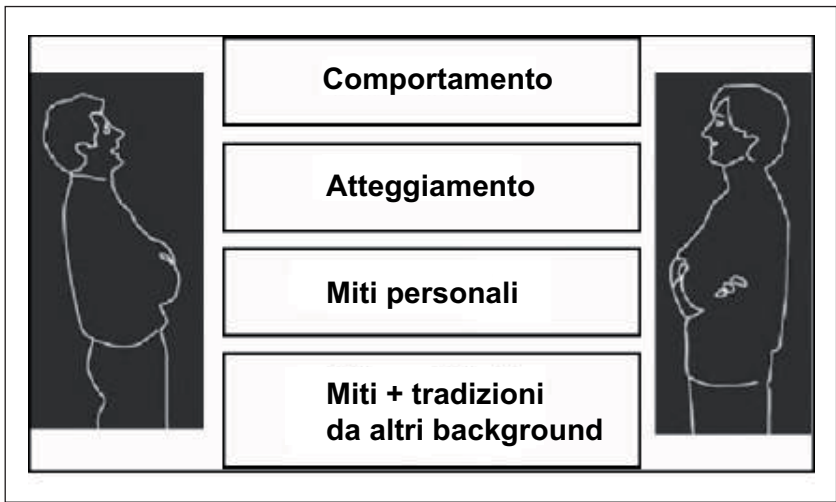 Comportamento
Atteggiamento
Miti personali
Miti + tradizioni
da altri background